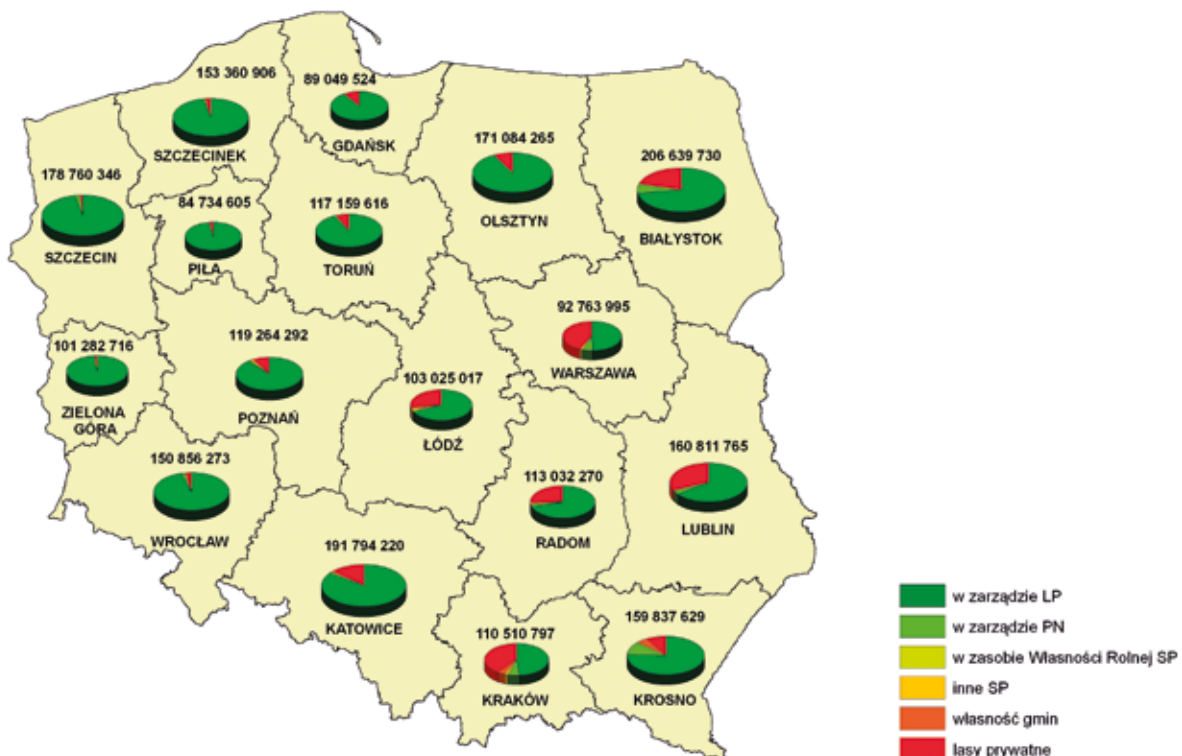 153 360 906
SZCZECINEK
89 049 524
GDAŃSK
171 084 265
OLSZTYN
206 639 730
BIAŁYSTOK
178 760 346
SZCZECIN
84 734 605
PIŁA
117 159 616
TORUŃ
92 763 995
WARSZAWA
101 282 716
ZIELONA
GÓRA
119 264 292
POZNAŃ
103 025 017
ŁÓDŹ
160 811 765
LUBLIN
150 856 273
WROCŁAW
113 032 270
RADOM
191 794 220
KATOWICE
110 510 797
KRAKÓW
159 837 629
KROSNO
w zarządzie LP
w zarządzie PN
w zasobie Własności Rolnej SP
inne SP
własność gmin
lasy prywatne